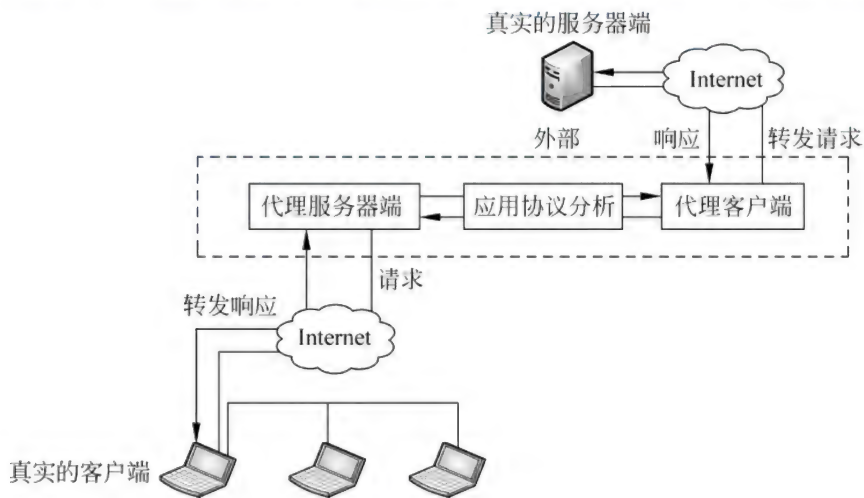 真实的服务器端
Internet
外部
响应
转发请求
代理服务器端
应用协议分析
代理客户端
请求
转发响应
Internet
真实的客户端